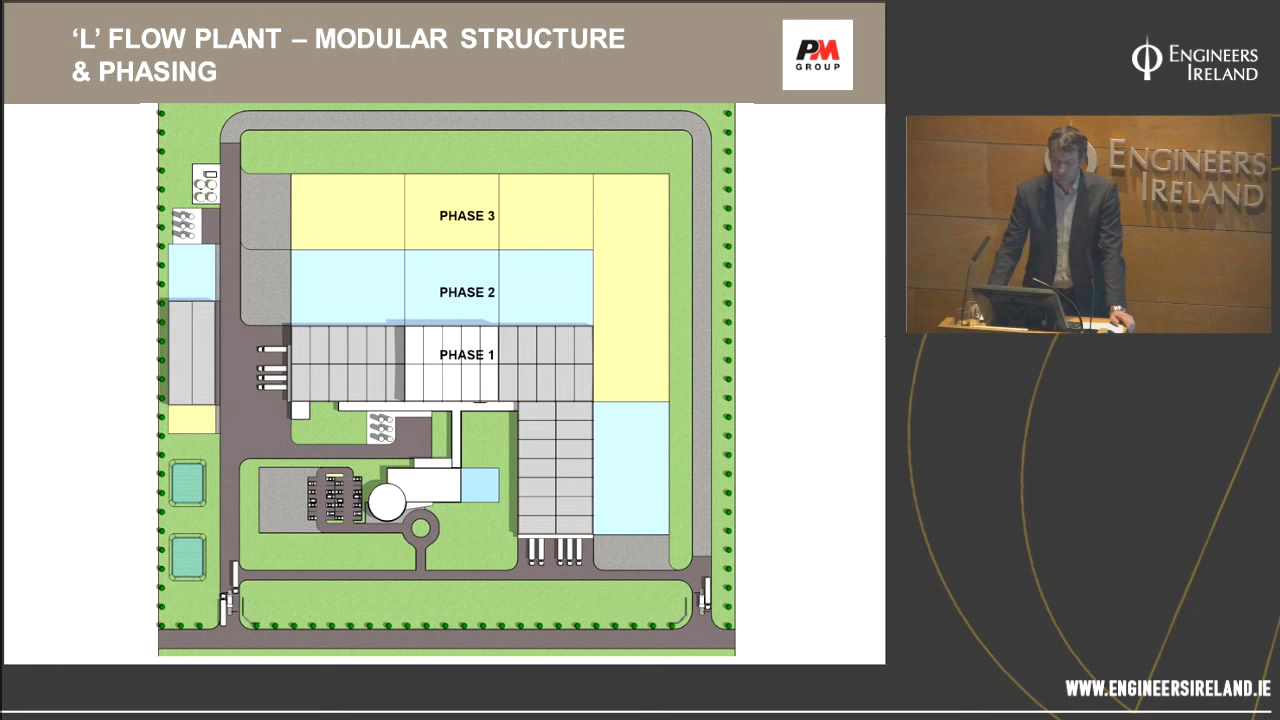 ‘L’ FLOW PLANT – MODULAR STRUCTURE
& PHASING
PM
GROUP
ENGINEERS
IRELAND
PHASE 3
PHASE 2
PHASE 1
ENGINEERS
IRELAND
WWW.ENGINEERSIRELAND.IE